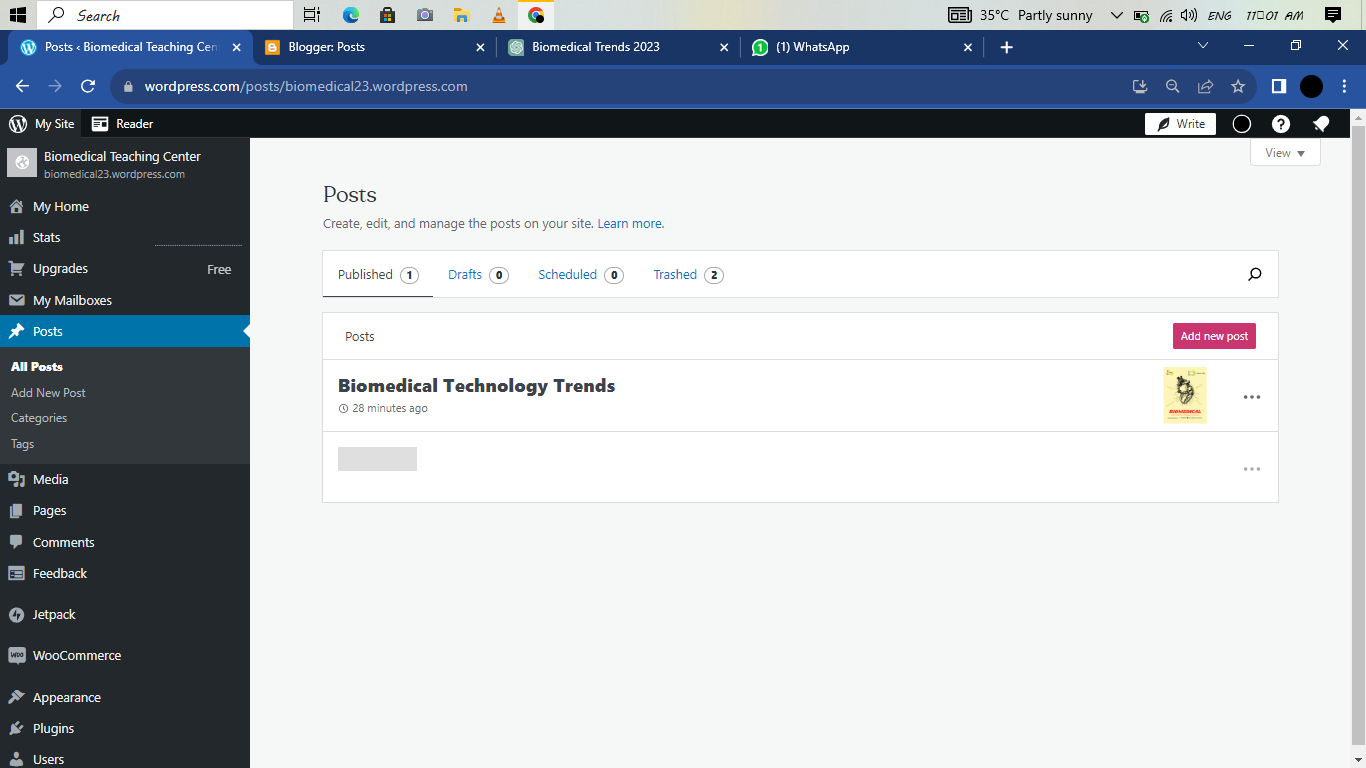 Search
35°C Partly sunny
ENG
11 01 AM
Posts ‹ Biomedical Teaching Cen
Blogger: Posts
Biomedical Trends 2023
(1) WhatsApp
wordpress.com/posts/biomedical23.wordpress.com
My Site
Reader
Write
Biomedical Teaching Center
biomedical23.wordpress.com
View
My Home
Stats
Upgrades
Free
My Mailboxes
Posts
All Posts
Add New Post
Categories
Tags
Media
Pages
Comments
Feedback
Jetpack
WooCommerce
Appearance
Plugins
Users
Posts
Create, edit, and manage the posts on your site. Learn more.
Published 1
Drafts 0
Scheduled 0
Trashed 2
Posts
Add new post
Biomedical Technology Trends
28 minutes ago
BIOMEDICAL